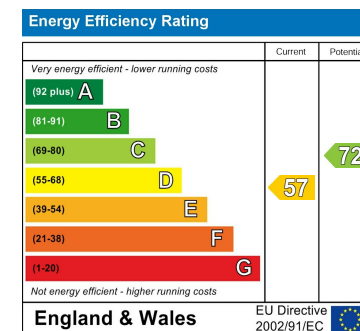 Energy Efficiency Rating
Current
Very energy efficient - lower running costs
(92 plus) A
(81-91) B
(69-80) C
72
(55-68) D
57
(39-54) E
(21-38) F
(1-20) G
Not energy efficient - higher running costs
England & Wales
EU Directive
2002/91/EC